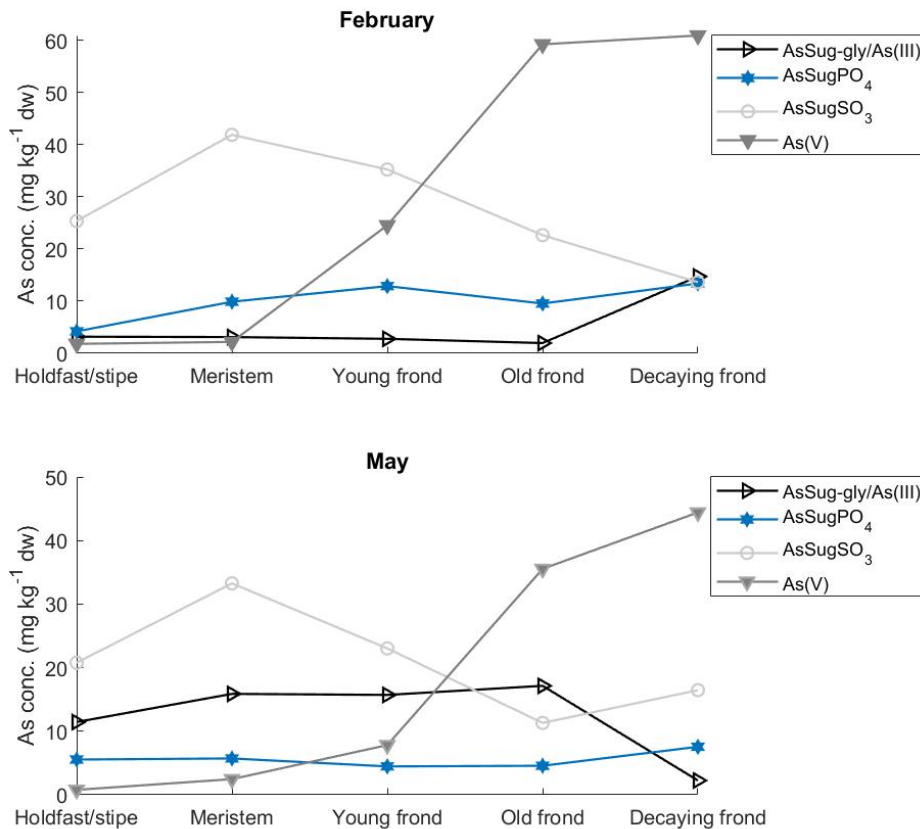 February
As conc. (mg kg⁻¹ dw)
60
50
40
30
20
10
0
Holdfast/stipe Meristem Young frond Old frond Decaying frond
AsSug-gly/As(III)
AsSugPO₄
AsSugSO₃
As(V)
May
As conc. (mg kg⁻¹ dw)
50
40
30
20
10
0
Holdfast/stipe Meristem Young frond Old frond Decaying frond
AsSug-gly/As(III)
AsSugPO₄
AsSugSO₃
As(V)